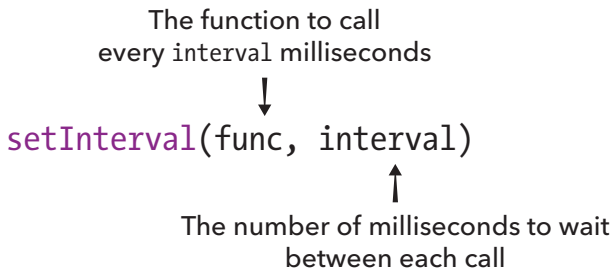 The function to call
every interval milliseconds
setInterval(func, interval)
The number of milliseconds to wait
between each call